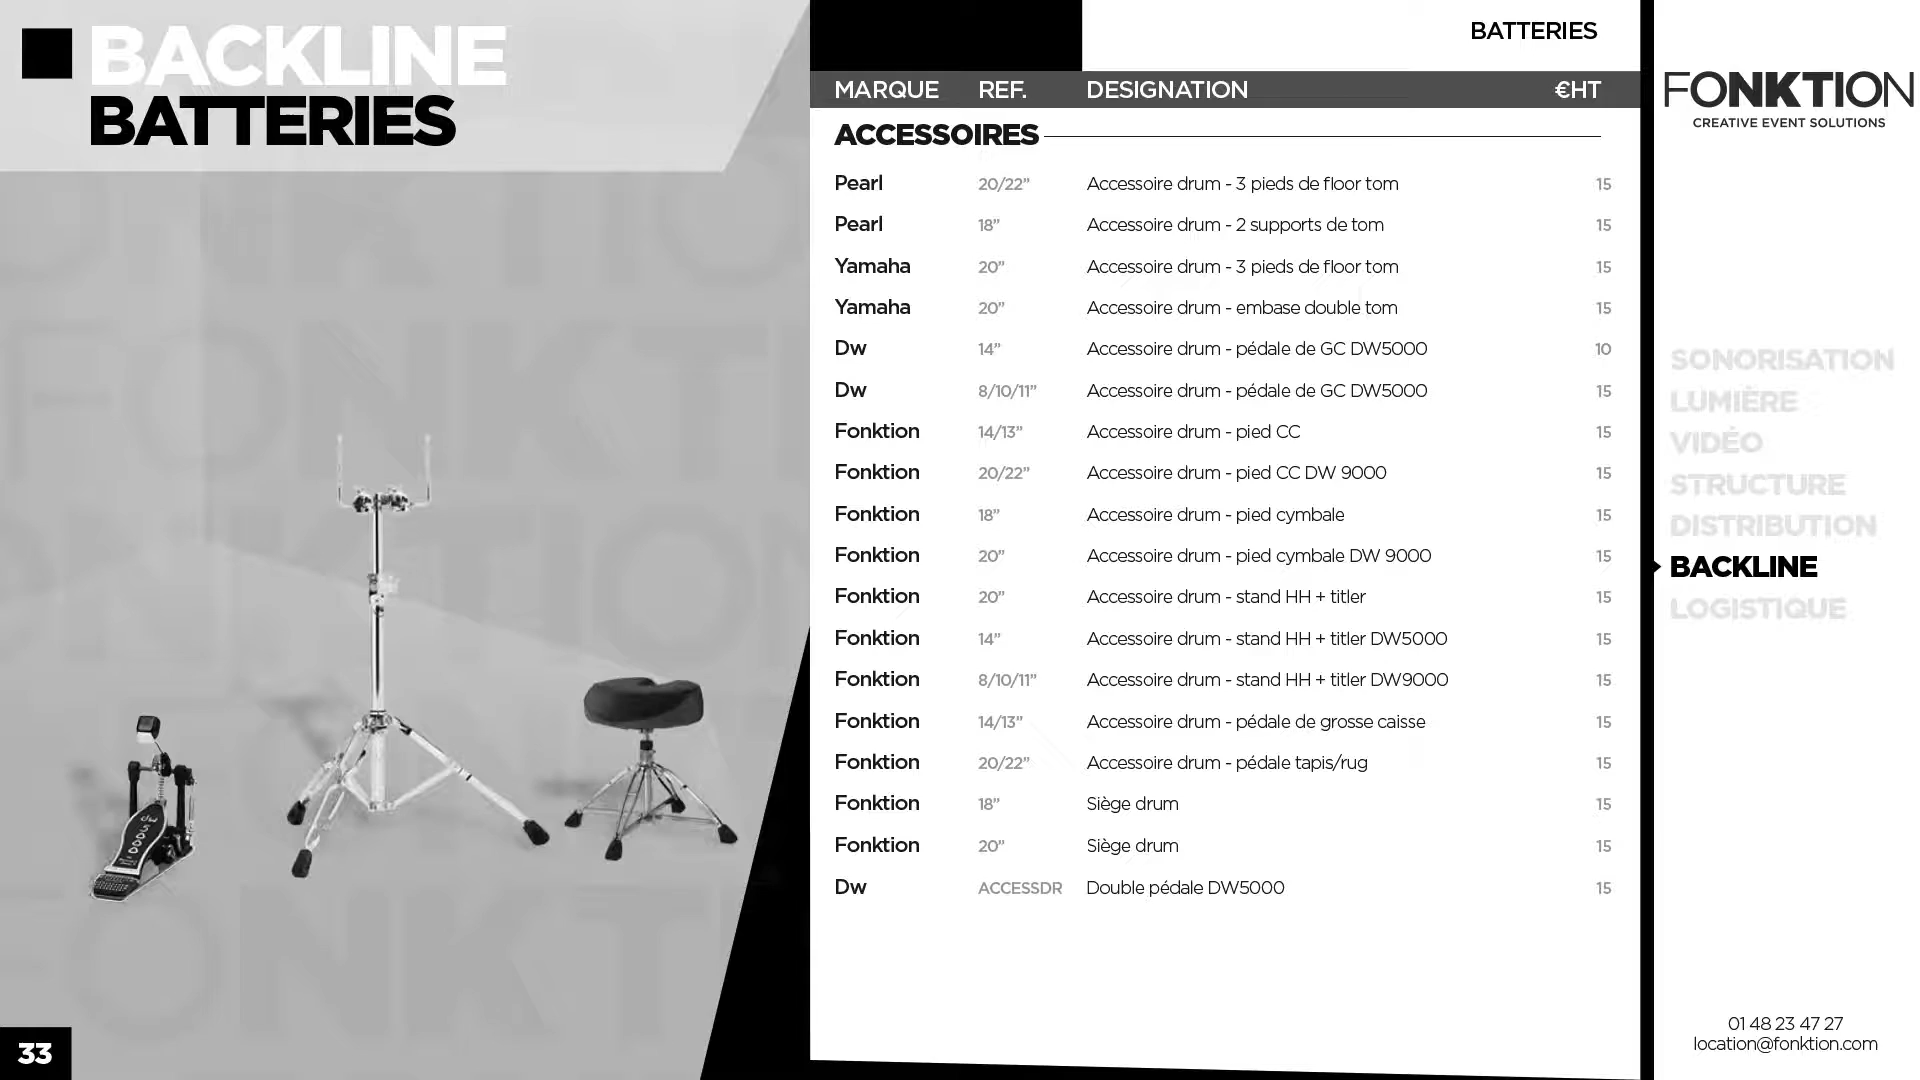 BACKLINE
BATTERIES
BATTERIES
MARQUE REF. DESIGNATION €HT
ACCESSOIRES
Pearl 20/22” Accessoire drum - 3 pieds de floor tom 15
Pearl 18” Accessoire drum - 2 supports de tom 15
Yamaha 20” Accessoire drum - 3 pieds de floor tom 15
Yamaha 20” Accessoire drum - embase double tom 15
Dw 14” Accessoire drum - pédale de GC DW5000 10
Dw 8/10/11” Accessoire drum - pédale de GC DW5000 15
Fonktion 14/13” Accessoire drum - pied CC 15
Fonktion 20/22” Accessoire drum - pied CC DW 9000 15
Fonktion 18” Accessoire drum - pied cymbale 15
Fonktion 20” Accessoire drum - pied cymbale DW 9000 15
Fonktion 20” Accessoire drum - stand HH + titler 15
Fonktion 14” Accessoire drum - stand HH + titler DW5000 15
Fonktion 8/10/11” Accessoire drum - stand HH + titler DW9000 15
Fonktion 14/13” Accessoire drum - pédale de grosse caisse 15
Fonktion 20/22” Accessoire drum - pédale tapis/rug 15
Fonktion 18” Siège drum 15
Fonktion 20” Siège drum 15
Dw ACCESSDR Double pédale DW5000 15
FONKTION
CREATIVE EVENT SOLUTIONS
SONORISATION
LUMIÈRE
VIDÉO
STRUCTURE
DISTRIBUTION
BACKLINE
LOGISTIQUE
01 48 23 47 27
location@fonktion.com
33